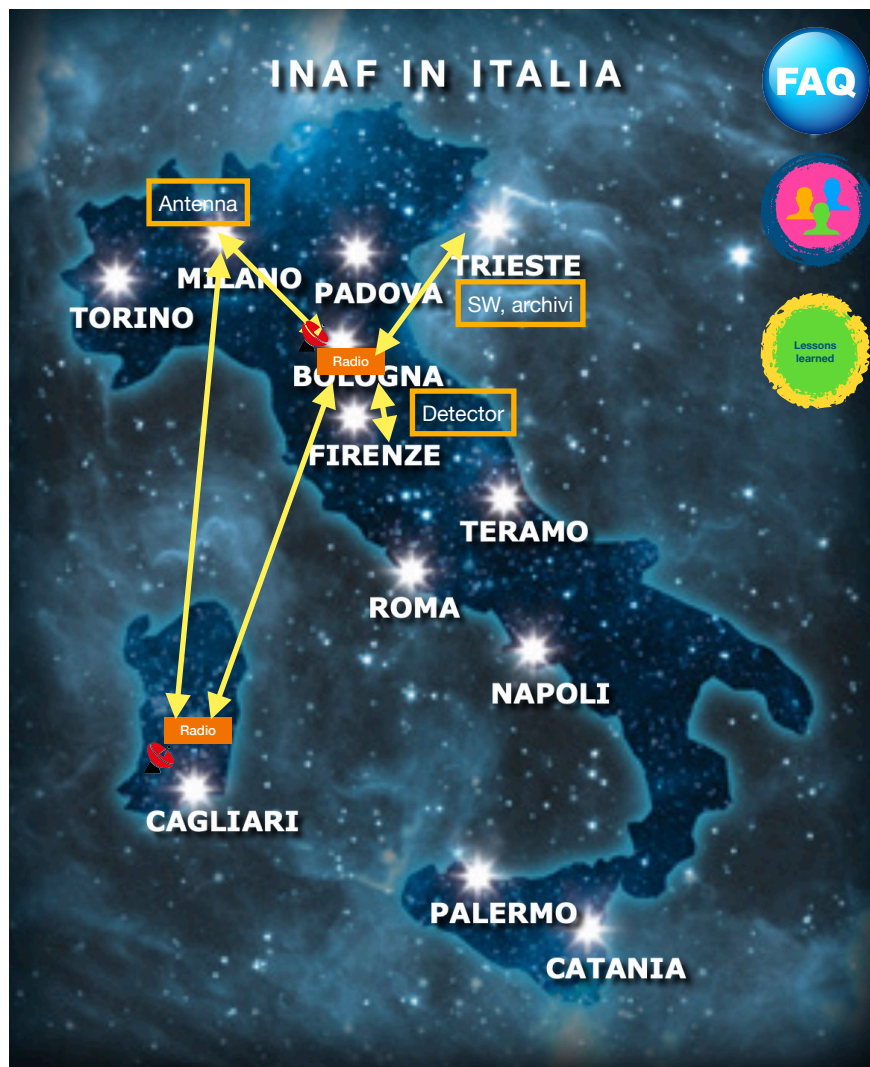 INAF IN ITALIA
FAQ
Antenna
MILANO
TRIESTE
PADOVA
SW, archivi
TORINO
Lessons
learned
Radio
BOLOGNA
Detector
FIRENZE
TERAMO
ROMA
NAPOLI
Radio
CAGLIARI
PALERMO
CATANIA